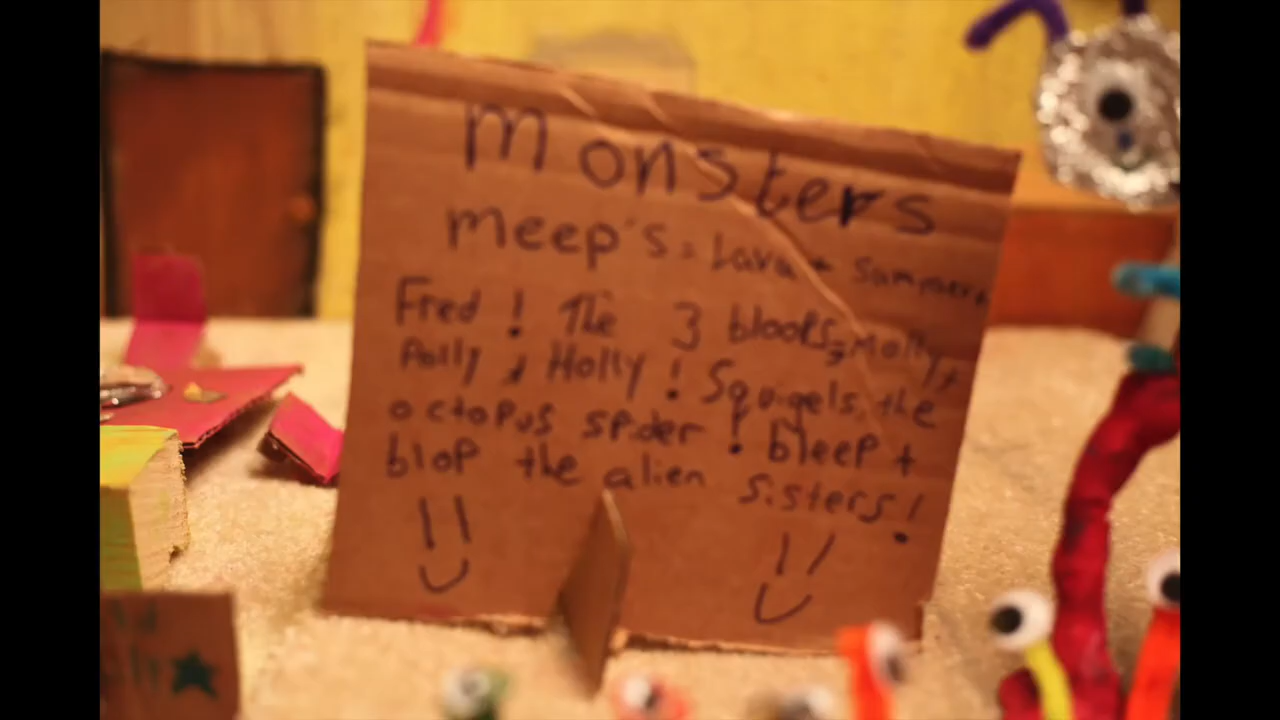 monsters
meep's: Lava +
Fred! The 3 bloops, Molly,
Polly + Holly! Squigels the
octopus spider! bleep +
blop the alien sisters!